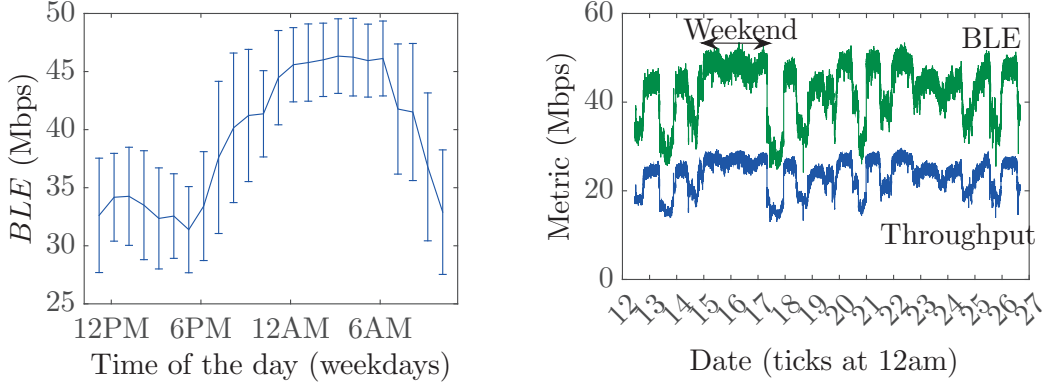 50
45
40
35
30
25
BLE (Mbps)
12PM 6PM 12AM 6AM
Time of the day (weekdays)
60
40
20
0
Metric (Mbps)
Weekend
BLE
Throughput
12 13 14 15 16 17 18 19 20 21 22 23 24 25 26 27
Date (ticks at 12am)